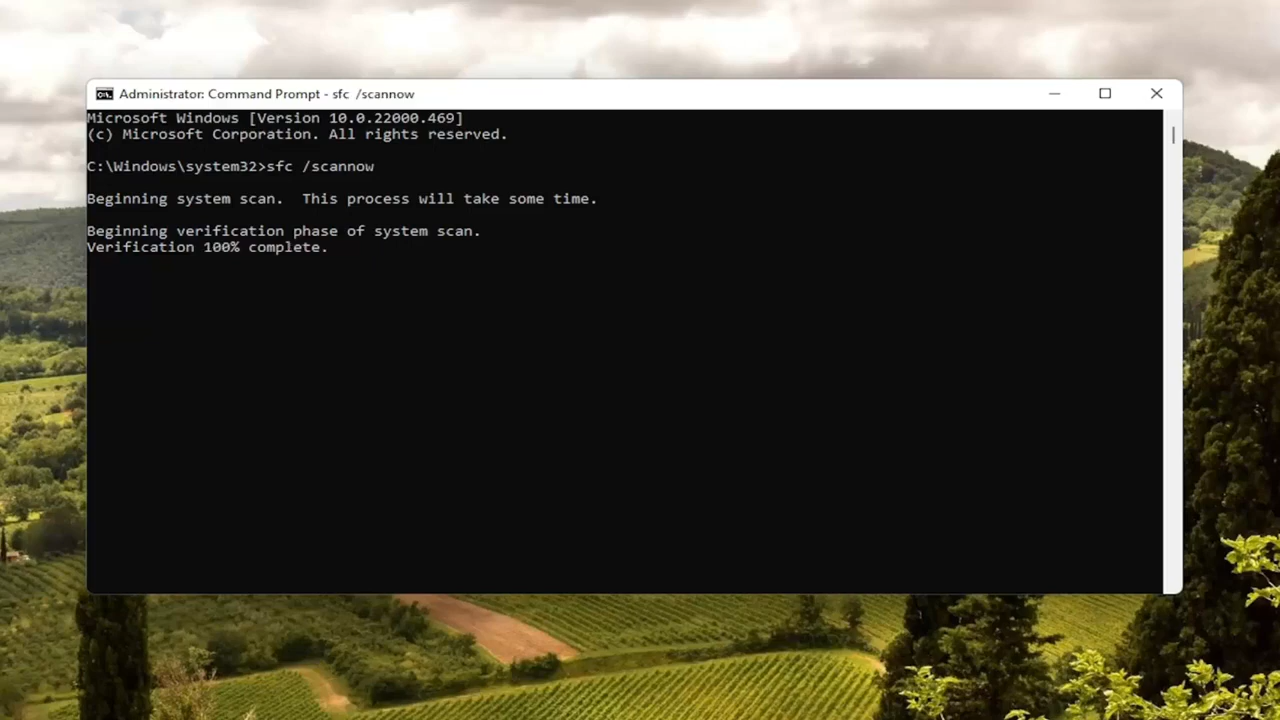 Administrator: Command Prompt - sfc /scannow
Microsoft Windows [Version 10.0.22000.469]
(c) Microsoft Corporation. All rights reserved.
C:\Windows\system32>sfc /scannow
Beginning system scan.  This process will take some time.
Beginning verification phase of system scan.
Verification 100% complete.